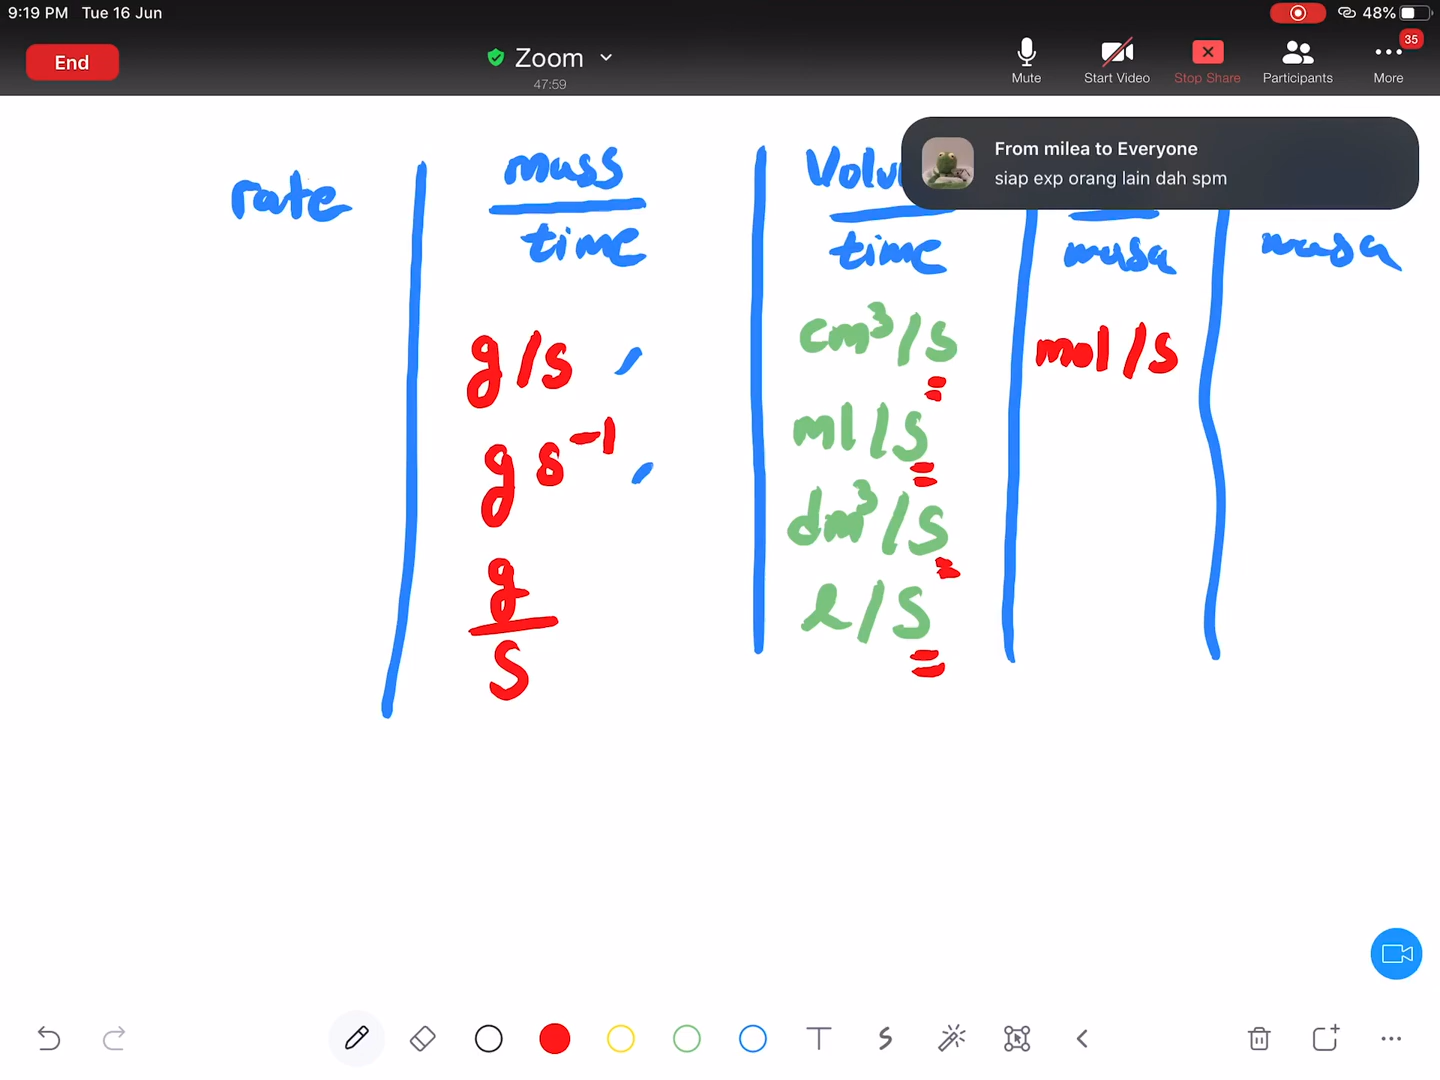 9:19 PM Tue 16 Jun
48%
End
Zoom
47:59
Mute
Start Video
Stop Share
Participants
More
35
From milea to Everyone
siap exp orang lain dah spm
rate
mass
time
time
masa
masa
g/s
g s⁻¹
g
s
cm³/s
ml/s
dm³/s
l/s
mol/s
T